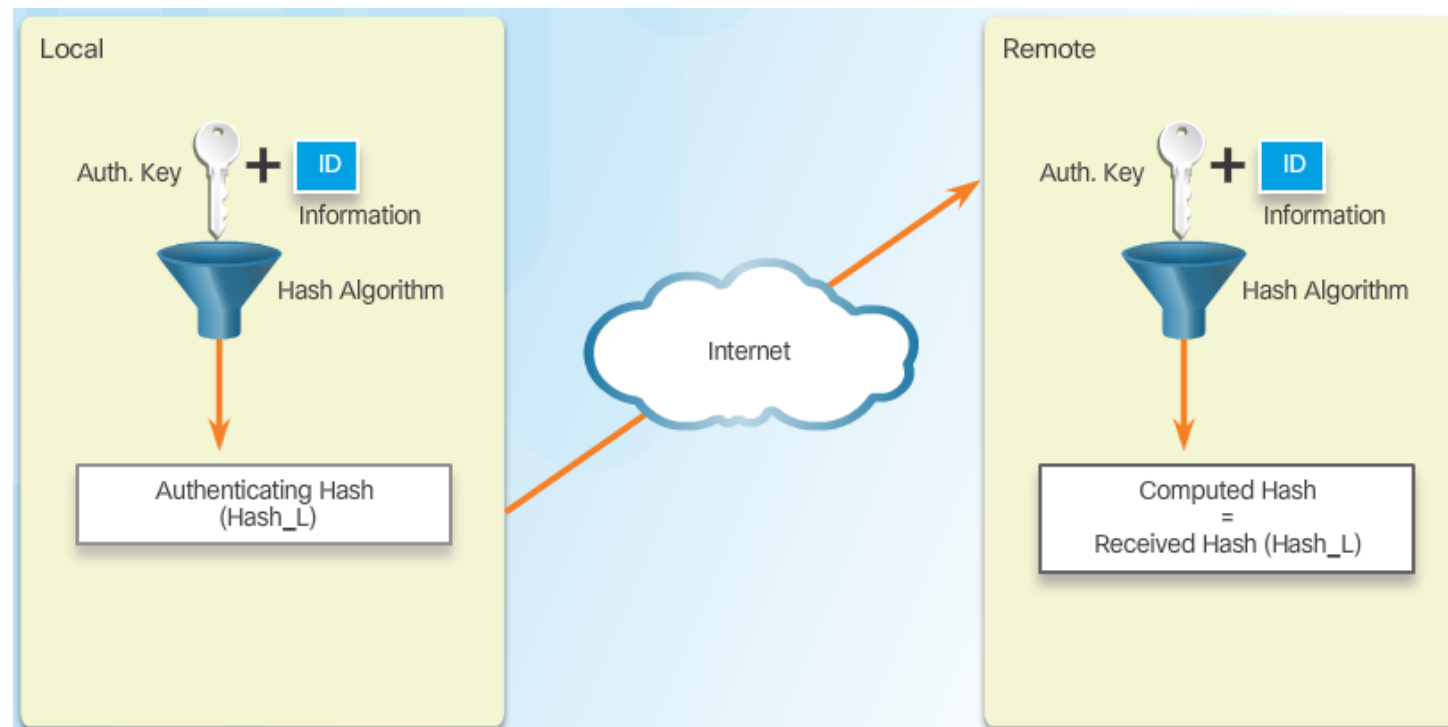 Local
Auth. Key
ID
Information
Hash Algorithm
Authenticating Hash
(Hash_L)
Internet
Remote
Auth. Key
ID
Information
Hash Algorithm
Computed Hash
=
Received Hash (Hash_L)